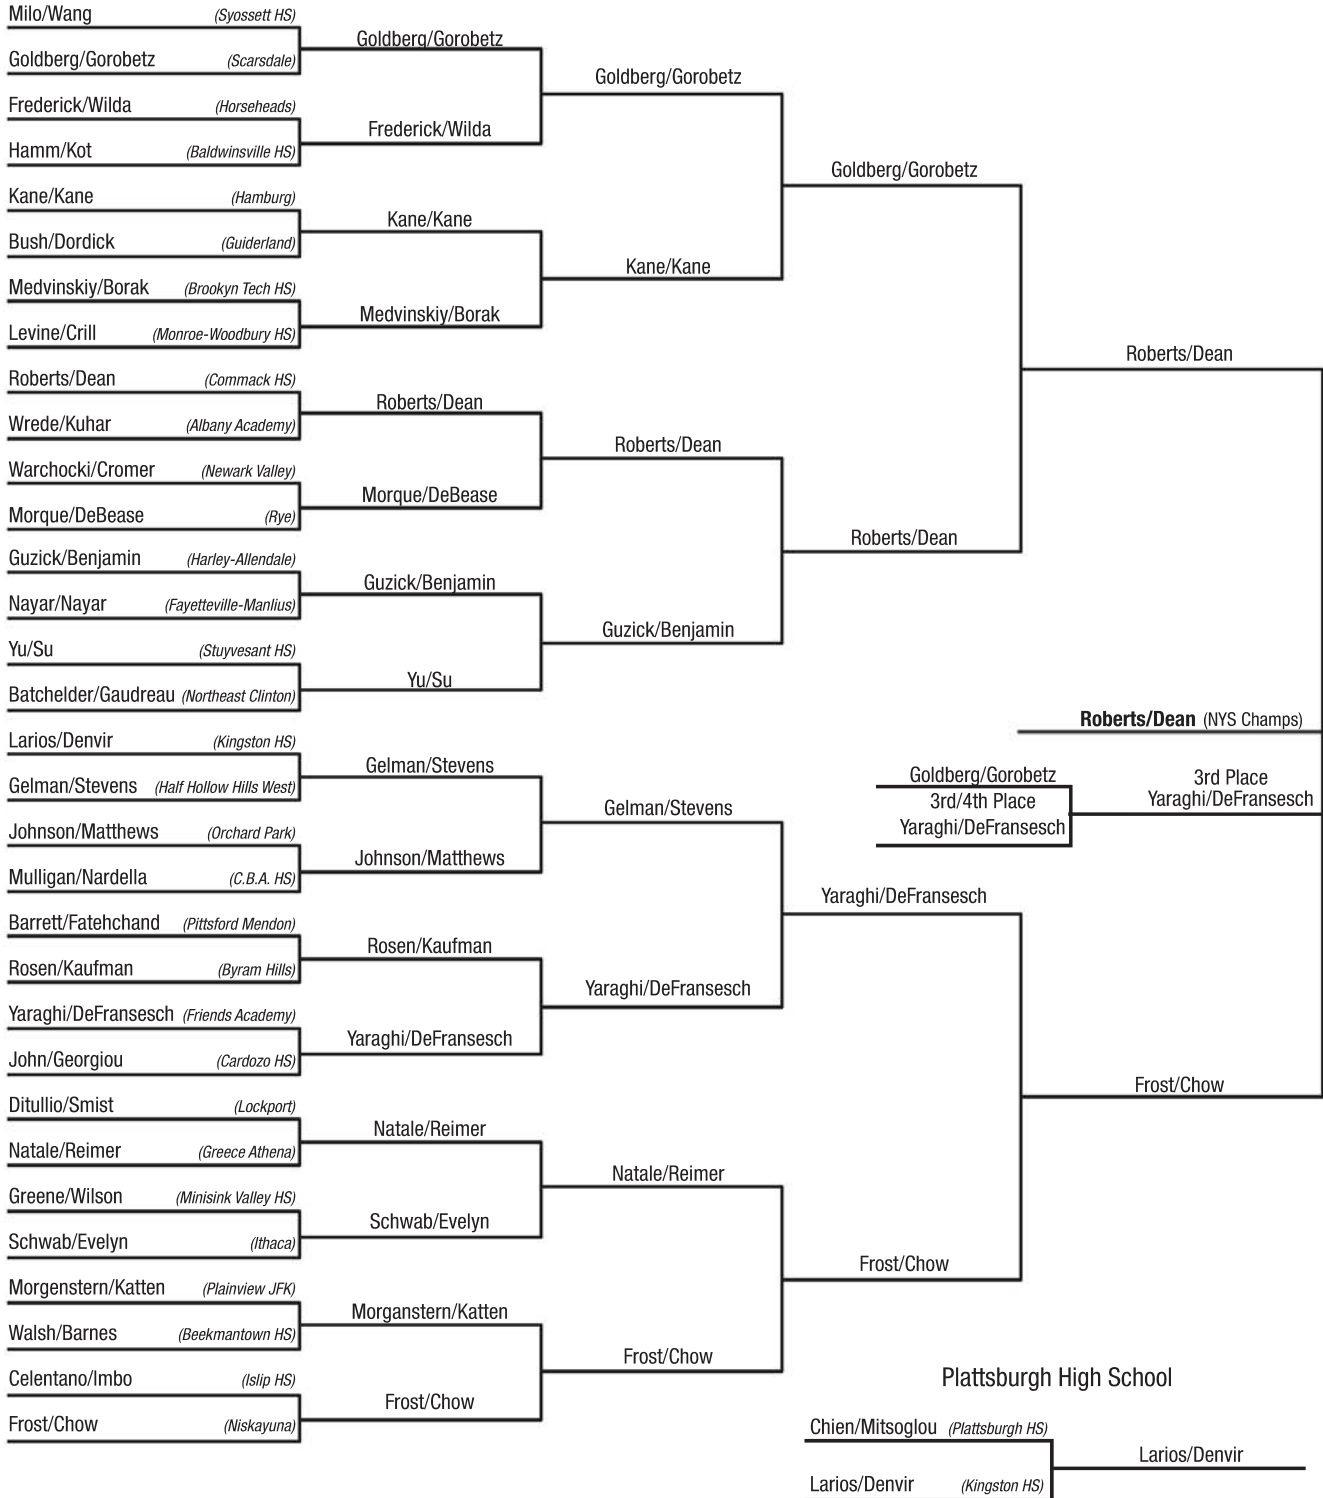 Milo/Wang (Syossett HS)
Goldberg/Gorobetz (Scarsdale)
Frederick/Wilda (Horseheads)
Hamm/Kot (Baldwinsville HS)
Kane/Kane (Hamburg)
Bush/Dordick (Guiderland)
Medvinskiy/Borak (Brookyn Tech HS)
Levine/Crill (Monroe-Woodbury HS)
Roberts/Dean (Commack HS)
Wrede/Kuhar (Albany Academy)
Warchocki/Cromer (Newark Valley)
Morque/DeBease (Rye)
Guzick/Benjamin (Harley-Allendale)
Nayar/Nayar (Fayetteville-Manlius)
Yu/Su (Stuyvesant HS)
Batchelder/Gaudreau (Northeast Clinton)
Larios/Denvir (Kingston HS)
Gelman/Stevens (Half Hollow Hills West)
Johnson/Matthews (Orchard Park)
Mulligan/Nardella (C.B.A. HS)
Barrett/Fatehchand (Pittsford Mendon)
Rosen/Kaufman (Byram Hills)
Yaraghi/DeFransesch (Friends Academy)
John/Georgiou (Cardozo HS)
Ditullio/Smist (Lockport)
Natale/Reimer (Greece Athena)
Greene/Wilson (Minisink Valley HS)
Schwab/Evelyn (Ithaca)
Morgenstern/Katten (Plainview JFK)
Walsh/Barnes (Beekmantown HS)
Celentano/Imbo (Islip HS)
Frost/Chow (Niskayuna)
Goldberg/Gorobetz
Frederick/Wilda
Kane/Kane
Medvinskiy/Borak
Roberts/Dean
Morque/DeBease
Guzick/Benjamin
Yu/Su
Gelman/Stevens
Johnson/Matthews
Rosen/Kaufman
Yaraghi/DeFransesch
Natale/Reimer
Schwab/Evelyn
Morganstern/Katten
Frost/Chow
Goldberg/Gorobetz
Kane/Kane
Roberts/Dean
Guzick/Benjamin
Gelman/Stevens
Yaraghi/DeFransesch
Natale/Reimer
Frost/Chow
Goldberg/Gorobetz
Roberts/Dean
Yaraghi/DeFransesch
Frost/Chow
Roberts/Dean
Frost/Chow
Roberts/Dean (NYS Champs)
Goldberg/Gorobetz
3rd/4th Place
Yaraghi/DeFransesch
3rd Place
Yaraghi/DeFransesch
Plattsburgh High School
Chien/Mitsoglou (Plattsburgh HS)
Larios/Denvir (Kingston HS)
Larios/Denvir